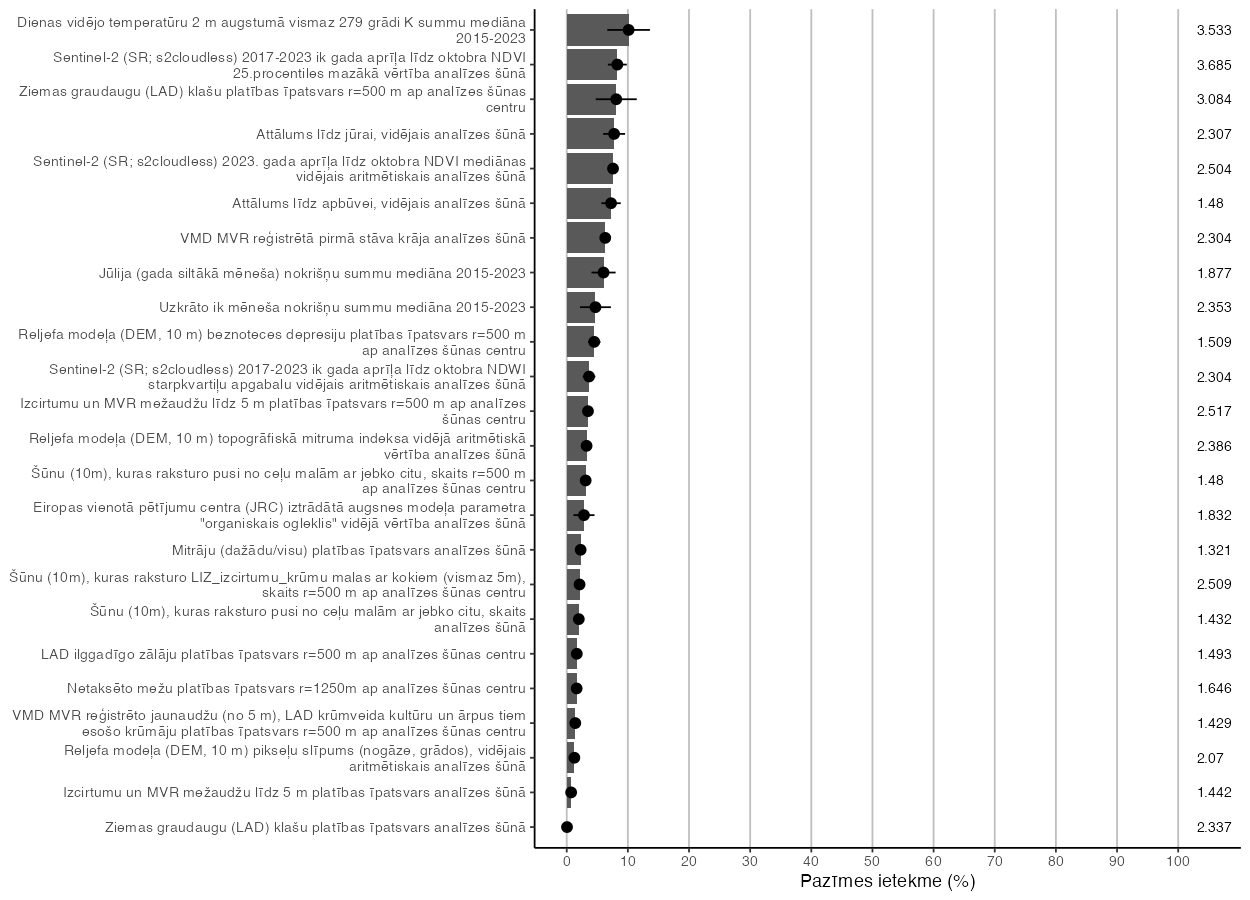 Dienas vidējo temperatūru 2 m augstumā vismaz 279 grādi K summu mediāna
2015-2023
3.533
Sentinel-2 (SR; s2cloudless) 2017-2023 ik gada aprīļa līdz oktobra NDVI
25.procentiles mazākā vērtība analīzes šūnā
3.685
Ziemas graudaugu (LAD) klašu platības īpatsvars r=500 m ap analīzes šūnas
centru
3.084
Attālums līdz jūrai, vidējais analīzes šūnā
2.307
Sentinel-2 (SR; s2cloudless) 2023. gada aprīļa līdz oktobra NDVI mediānas
vidējais aritmētiskais analīzes šūnā
2.504
Attālums līdz apbūvei, vidējais analīzes šūnā
1.48
VMD MVR reģistrētā pirmā stāva krāja analīzes šūnā
2.304
Jūlija (gada siltākā mēneša) nokrišņu summu mediāna 2015-2023
1.877
Uzkrāto ik mēneša nokrišņu summu mediāna 2015-2023
2.353
Reljefa modeļa (DEM, 10 m) beznoteces depresiju platības īpatsvars r=500 m
ap analīzes šūnas centru
1.509
Sentinel-2 (SR; s2cloudless) 2017-2023 ik gada aprīļa līdz oktobra NDWI
starpkvartiļu apgabalu vidējais aritmētiskais analīzes šūnā
2.304
Izcirtumu un MVR mežaudžu līdz 5 m platības īpatsvars r=500 m ap analīzes
šūnas centru
2.517
Reljefa modeļa (DEM, 10 m) topogrāfiskā mitruma indeksa vidējā aritmētiskā
vērtība analīzes šūnā
2.386
Šūnu (10m), kuras raksturo pusi no ceļu malām ar jebko citu, skaits r=500 m
ap analīzes šūnas centru
1.48
Eiropas vienotā pētījumu centra (JRC) iztrādātā augsnes modeļa parametra
"organiskais ogleklis" vidējā vērtība analīzes šūnā
1.832
Mitrāju (dažādu/visu) platības īpatsvars analīzes šūnā
1.321
Šūnu (10m), kuras raksturo LIZ_izcirtumu_krūmu malas ar kokiem (vismaz 5m),
skaits r=500 m ap analīzes šūnas centru
2.509
Šūnu (10m), kuras raksturo pusi no ceļu malām ar jebko citu, skaits
analīzes šūnā
1.432
LAD ilggadīgo zālāju platības īpatsvars r=500 m ap analīzes šūnas centru
1.493
Netaksēto mežu platības īpatsvars r=1250m ap analīzes šūnas centru
1.646
VMD MVR reģistrēto jaunaudžu (no 5 m), LAD krūmveida kultūru un ārpus tiem
esošo krūmāju platības īpatsvars r=500 m ap analīzes šūnas centru
1.429
Reljefa modeļa (DEM, 10 m) pikseļu slīpums (nogāze, grādos), vidējais
aritmētiskais analīzes šūnā
2.07
Izcirtumu un MVR mežaudžu līdz 5 m platības īpatsvars analīzes šūnā
1.442
Ziemas graudaugu (LAD) klašu platības īpatsvars analīzes šūnā
2.337
0 10 20 30 40 50 60 70 80 90 100
Pazīmes ietekme (%)